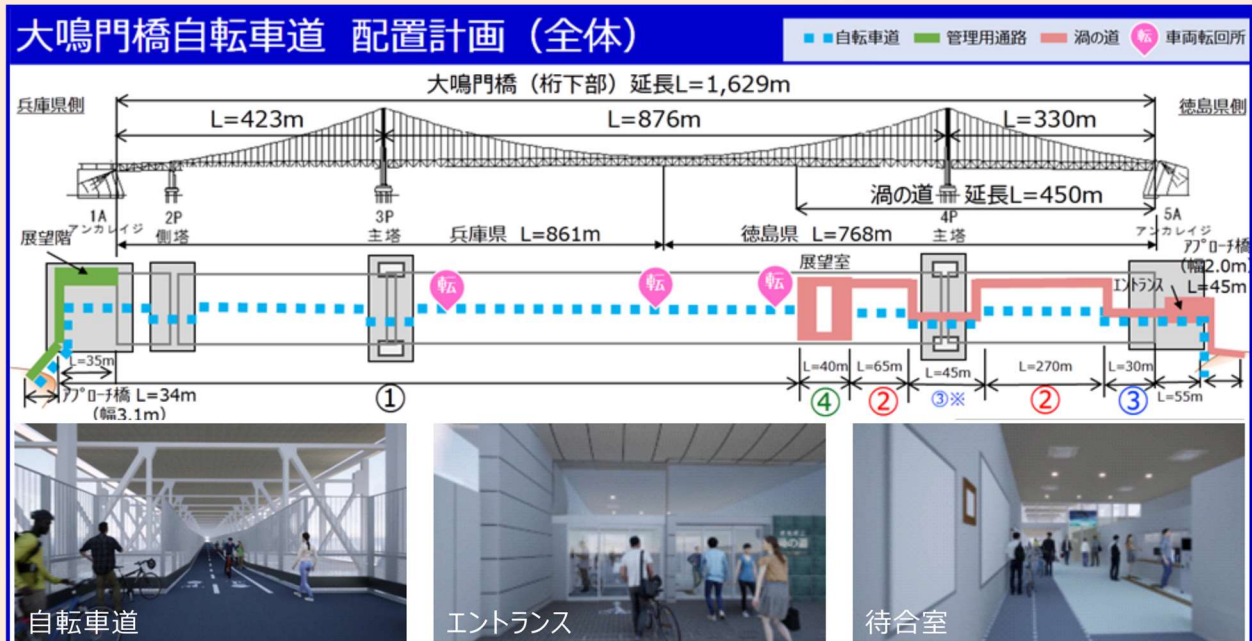 大鳴門橋自転車道 配置計画（全体）
自転車道 管理用通路 渦の道 転 車両転回所
大鳴門橋（桁下部）延長L=1,629m
兵庫県側
徳島県側
L=423m
L=876m
L=330m
渦の道 延長L=450m
1A
アンカレイジ
2P
側塔
3P
主塔
4P
主塔
5A
アンカレイジ
展望階
兵庫県 L=861m
徳島県 L=768m
アプローチ橋
(幅2.0m)
L=45m
展望室
エントランス
転
転
転
L=35m
アプローチ橋 L=34m
(幅3.1m)
①
L=40m
④
L=65m
②
L=45m
③※
L=270m
②
L=30m
③
L=55m
自転車道
エントランス
渦の道
待合室